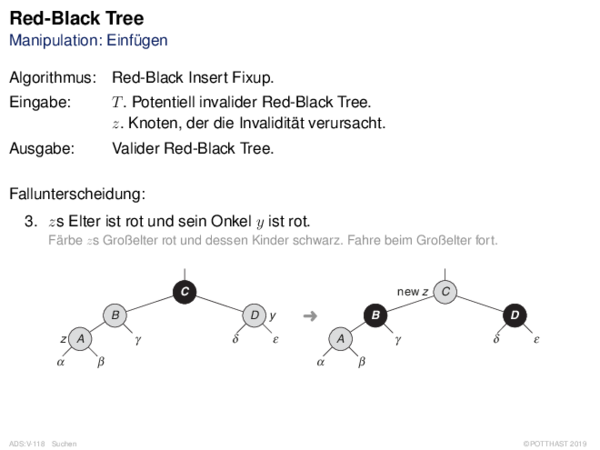 Red-Black Tree
Manipulation: Einfügen
Algorithmus: Red-Black Insert Fixup.
Eingabe: T. Potentiell invalider Red-Black Tree.
z. Knoten, der die Invalidität verursacht.
Ausgabe: Valider Red-Black Tree.
Fallunterscheidung:
3. zs Elter ist rot und sein Onkel y ist rot.
Färbe zs Großelter rot und dessen Kinder schwarz. Fahre beim Großelter fort.
C new z C
B D y B D
z A γ δ ε A γ δ ε
α β α β
ADS:V-118 Suchen ©POTTHAST 2019